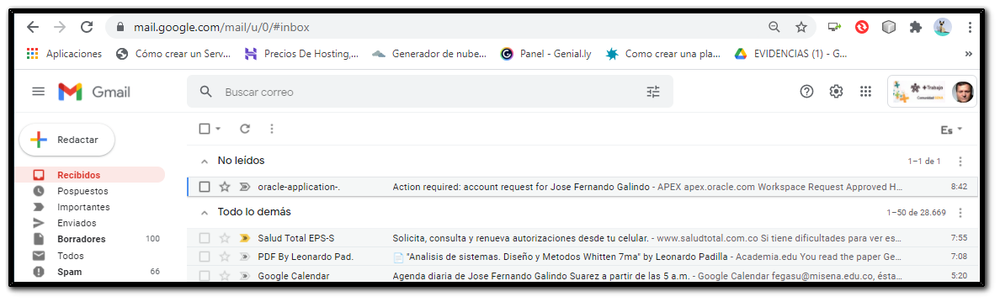 mail.google.com/mail/u/0/#inbox
Aplicaciones Cómo crear un Serv... Precios De Hosting,... Generador de nube... Panel - Genial.ly Como crear una pla... EVIDENCIAS (1) - G... »
Gmail Buscar correo +Trabajo
Comunidad
Redactar Es
No leídos 1–1 de 1
Recibidos
oracle-application-. Action required: account request for Jose Fernando Galindo - APEX apex.oracle.com Workspace Request Approved H... 8:42
Pospuestos
Importantes
Todo lo demás 1–50 de 28.669
Enviados
Borradores 100
Salud Total EPS-S Solicita, consulta y renueva autorizaciones desde tu celular. - www.saludtotal.com.co Si tiene dificultades para ver es... 7:55
Todos
PDF By Leonardo Pad. "Analisis de sistemas. Diseño y Metodos Whitten 7ma" by Leonardo Padilla - Academia.edu You read the paper Ge... 7:08
Spam 66
Google Calendar Agenda diaria de Jose Fernando Galindo Suarez a partir de las 5 a.m. - Google Calendar fegasu@misena.edu.co, ésta... 5:20